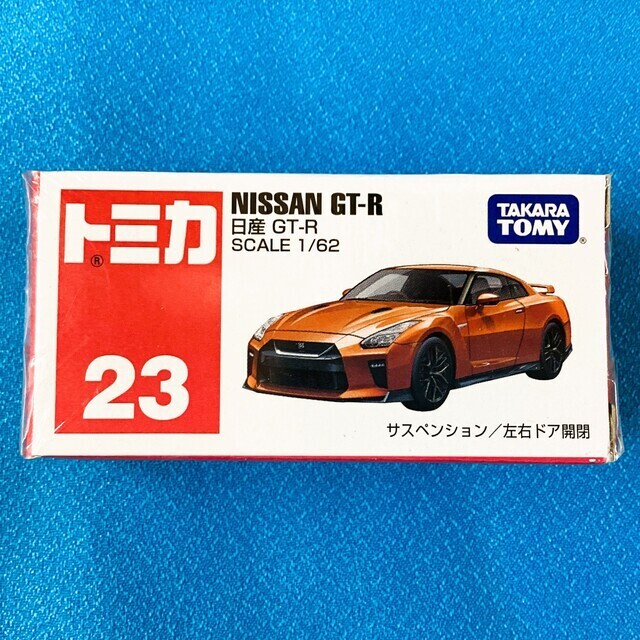 トミカ
®
23
NISSAN GT-R
日産 GT-R
SCALE 1/62
TAKARA
TOMY
®
サスペンション/左右ドア開閉